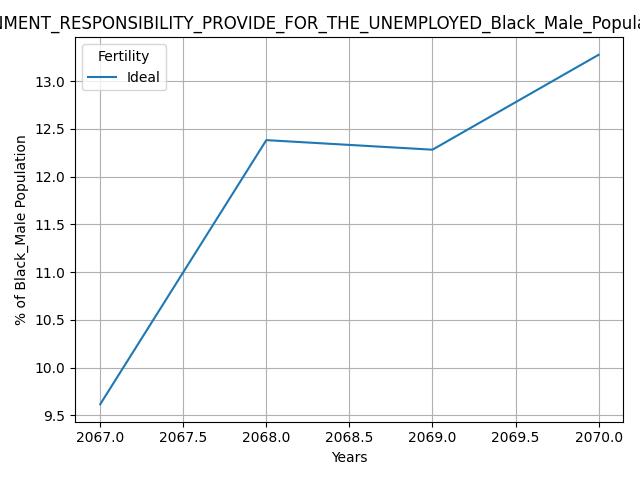 NMENT_RESPONSIBILITY_PROVIDE_FOR_THE_UNEMPLOYED_Black_Male_Popula
Fertility
Ideal
% of Black_Male Population
13.0
12.5
12.0
11.5
11.0
10.5
10.0
9.5
2067.0 2067.5 2068.0 2068.5 2069.0 2069.5 2070.0
Years